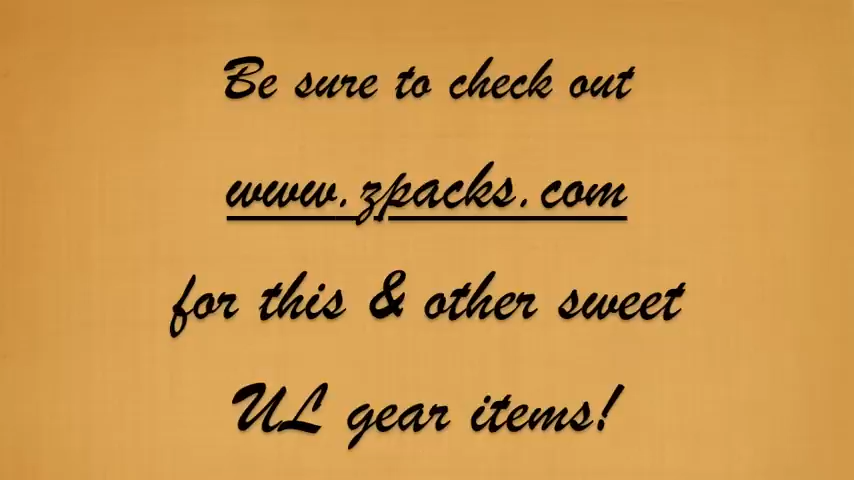 Be sure to check out
www.zpacks.com
for this & other sweet
UL gear items!